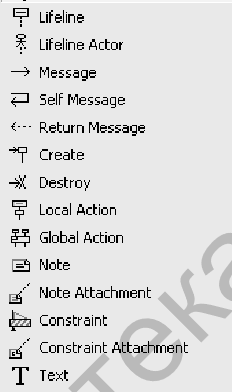 Lifeline
Lifeline Actor
Message
Self Message
Return Message
Create
Destroy
Local Action
Global Action
Note
Note Attachment
Constraint
Constraint Attachment
Text
тека